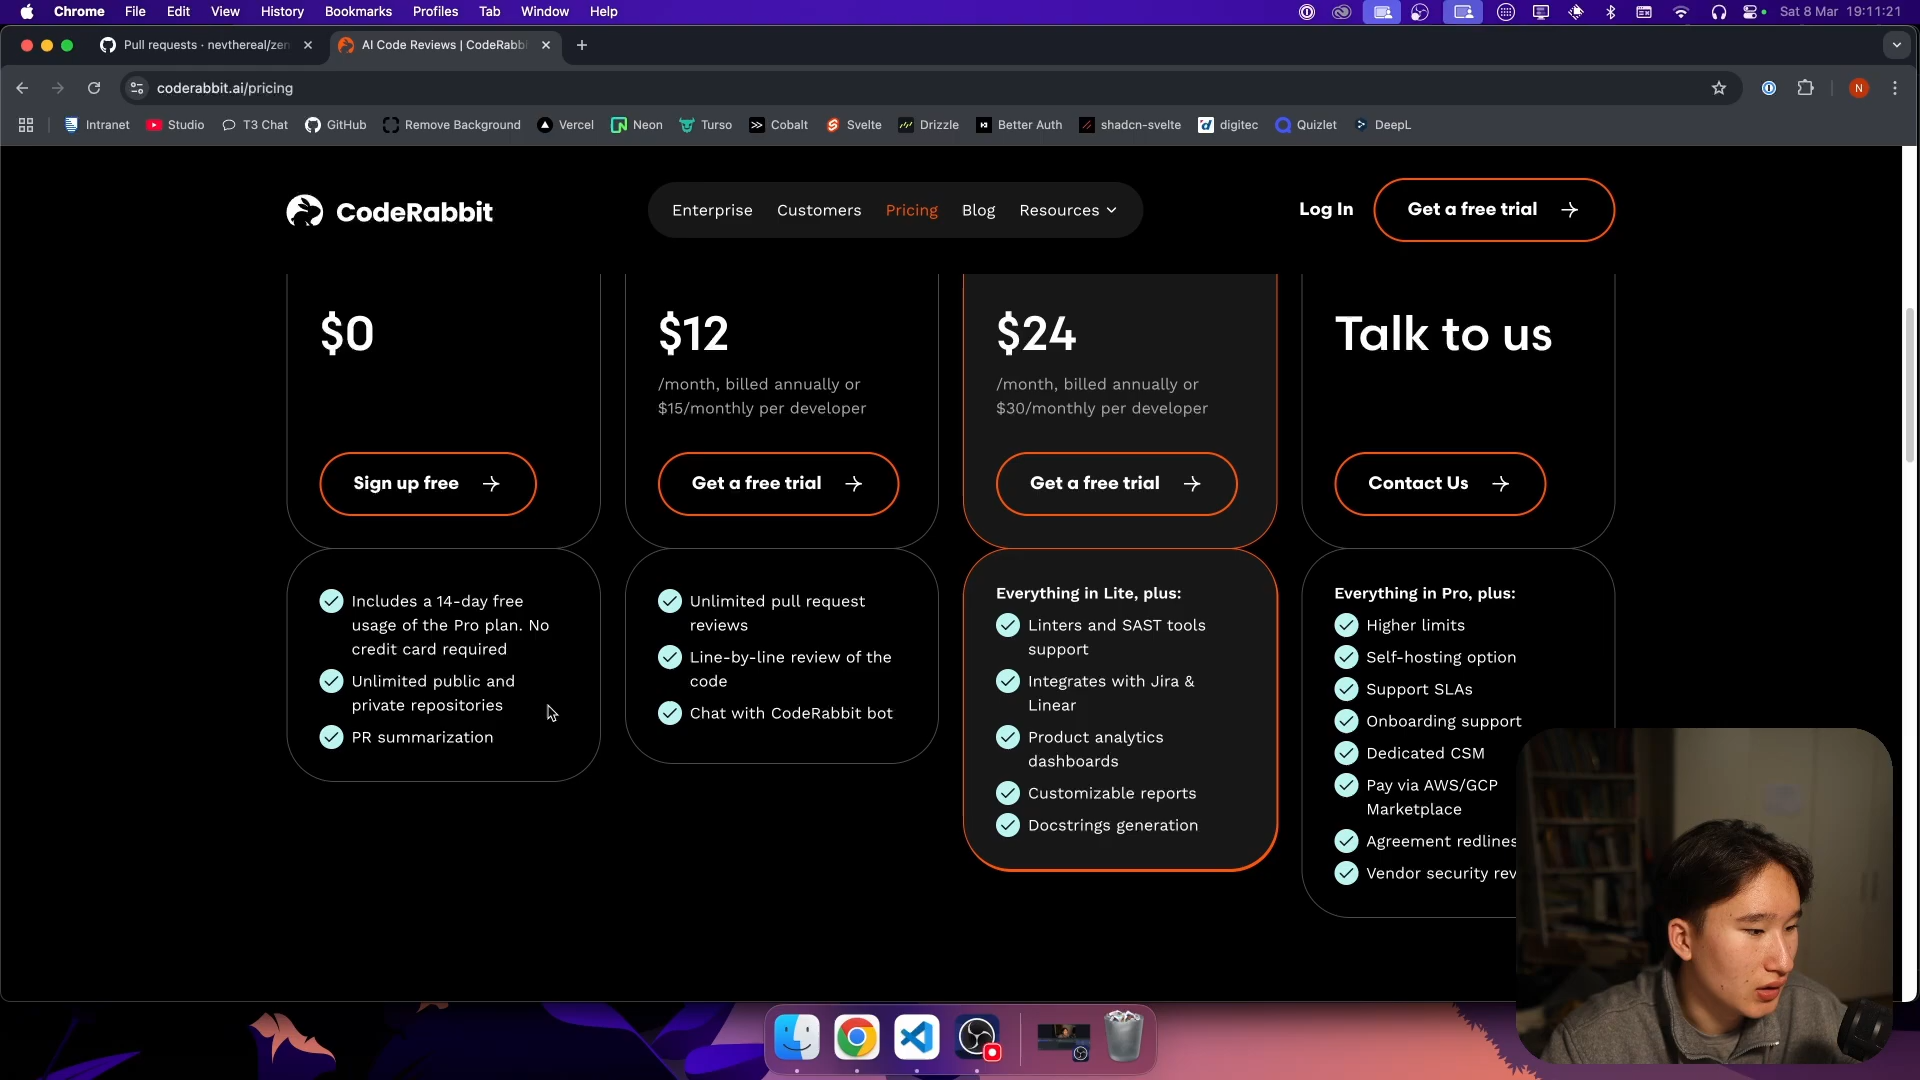 Chrome File Edit View History Bookmarks Profiles Tab Window Help
Sat 8 Mar 19:11:21
Pull requests · nevthereal/zen
AI Code Reviews | CodeRabbi
coderabbit.ai/pricing
N
Intranet Studio T3 Chat GitHub Remove Background Vercel Neon Turso Cobalt Svelte Drizzle Better Auth shadcn-svelte digitec Quizlet DeepL
CodeRabbit
Enterprise Customers Pricing Blog Resources
Log In
Get a free trial
$0
Sign up free
Includes a 14-day free
usage of the Pro plan. No
credit card required
Unlimited public and
private repositories
PR summarization
$12
/month, billed annually or
$15/monthly per developer
Get a free trial
Unlimited pull request
reviews
Line-by-line review of the
code
Chat with CodeRabbit bot
$24
/month, billed annually or
$30/monthly per developer
Get a free trial
Everything in Lite, plus:
Linters and SAST tools
support
Integrates with Jira &
Linear
Product analytics
dashboards
Customizable reports
Docstrings generation
Talk to us
Contact Us
Everything in Pro, plus:
Higher limits
Self-hosting option
Support SLAs
Onboarding support
Dedicated CSM
Pay via AWS/GCP
Marketplace
Agreement redlines
Vendor security rev